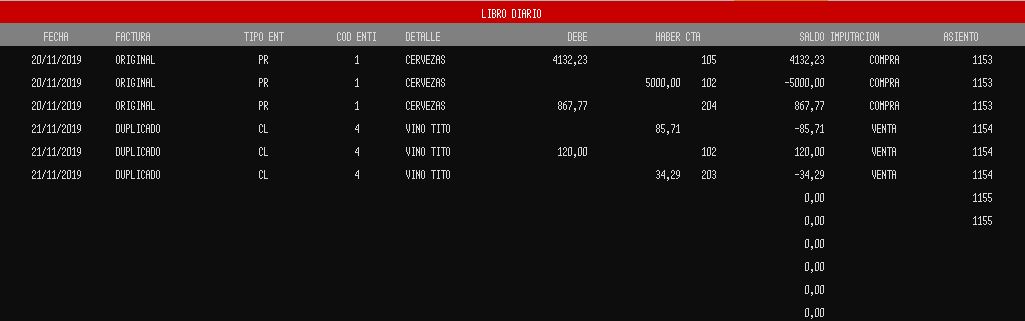 LIBRO DIARIO
FECHA FACTURA TIPO ENT COD ENTI DETALLE DEBE HABER CTA SALDO IMPUTACION ASIENTO
20/11/2019 ORIGINAL PR 1 CERVEZAS 4132,23 105 4132,23 COMPRA 1153
20/11/2019 ORIGINAL PR 1 CERVEZAS 5000,00 102 -5000,00 COMPRA 1153
20/11/2019 ORIGINAL PR 1 CERVEZAS 867,77 204 867,77 COMPRA 1153
21/11/2019 DUPLICADO CL 4 VINO TITO 85,71 -85,71 VENTA 1154
21/11/2019 DUPLICADO CL 4 VINO TITO 120,00 102 120,00 VENTA 1154
21/11/2019 DUPLICADO CL 4 VINO TITO 34,29 203 -34,29 VENTA 1154
0,00 1155
0,00 1155
0,00
0,00
0,00
0,00